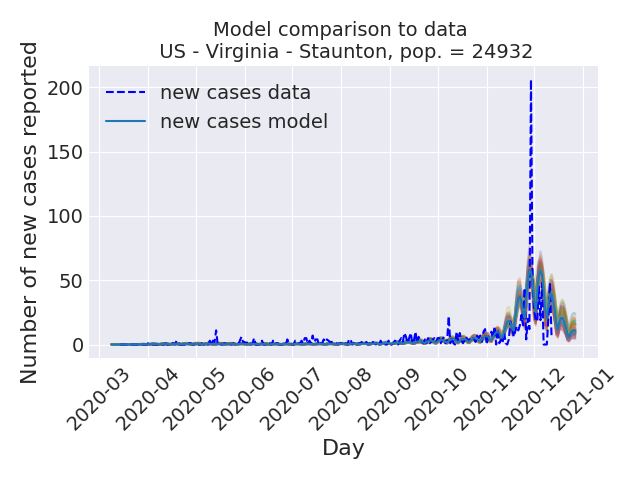 Model comparison to data
US - Virginia - Staunton, pop. = 24932
Number of new cases reported
200
150
100
50
0
new cases data
new cases model
2020-03
2020-04
2020-05
2020-06
2020-07
2020-08
2020-09
2020-10
2020-11
2020-12
2021-01
Day